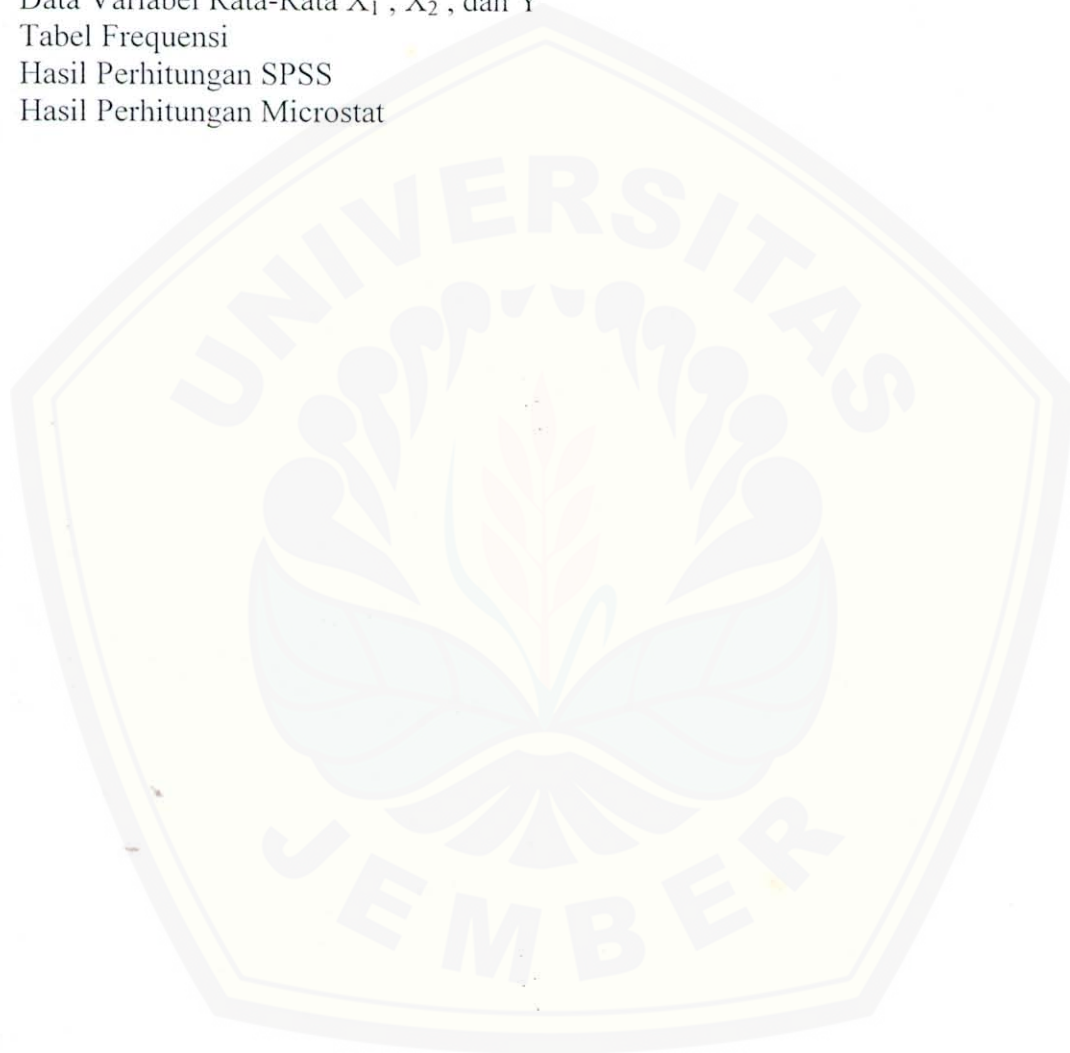 Data Variabel Rata-Rata X₁ , X₂ , dan Y
Tabel Frequensi
Hasil Perhitungan SPSS
Hasil Perhitungan Microstat
UNIVERSITAS
JEMBER